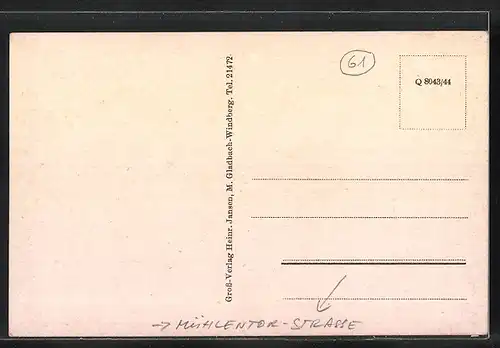 61
Q 8043/44
Groß-Verlag Heinr. Jansen, M. Gladbach-Windberg. Tel. 21472.
→ MÜHLENTOR-STRASSE